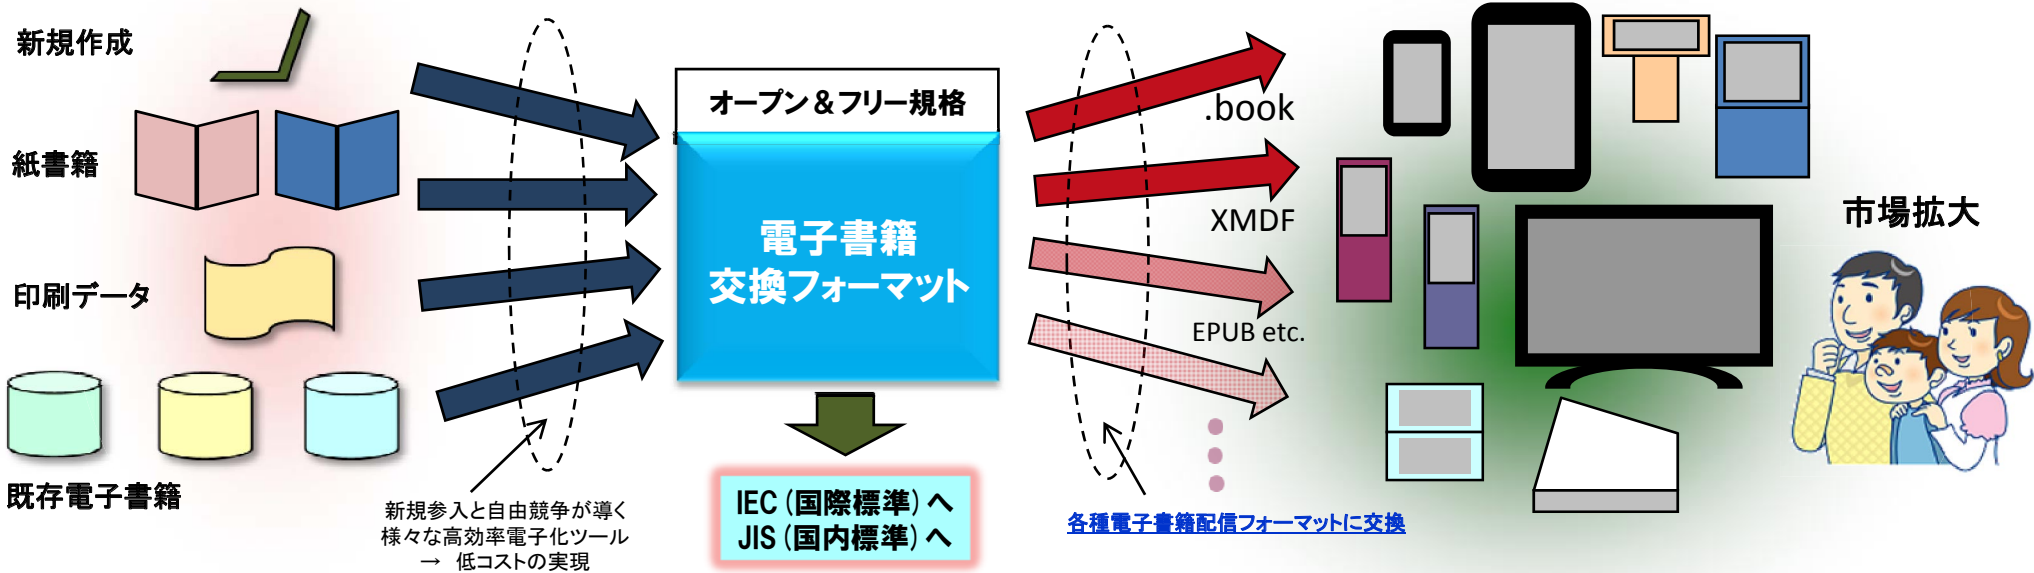 新規作成
紙書籍
印刷データ
既存電子書籍
新規参入と自由競争が導く
様々な高効率電子化ツール
→ 低コストの実現
オープン＆フリー規格
電子書籍
交換フォーマット
IEC（国際標準）へ
JIS（国内標準）へ
.book
XMDF
EPUB etc.
各種電子書籍配信フォーマットに交換
市場拡大